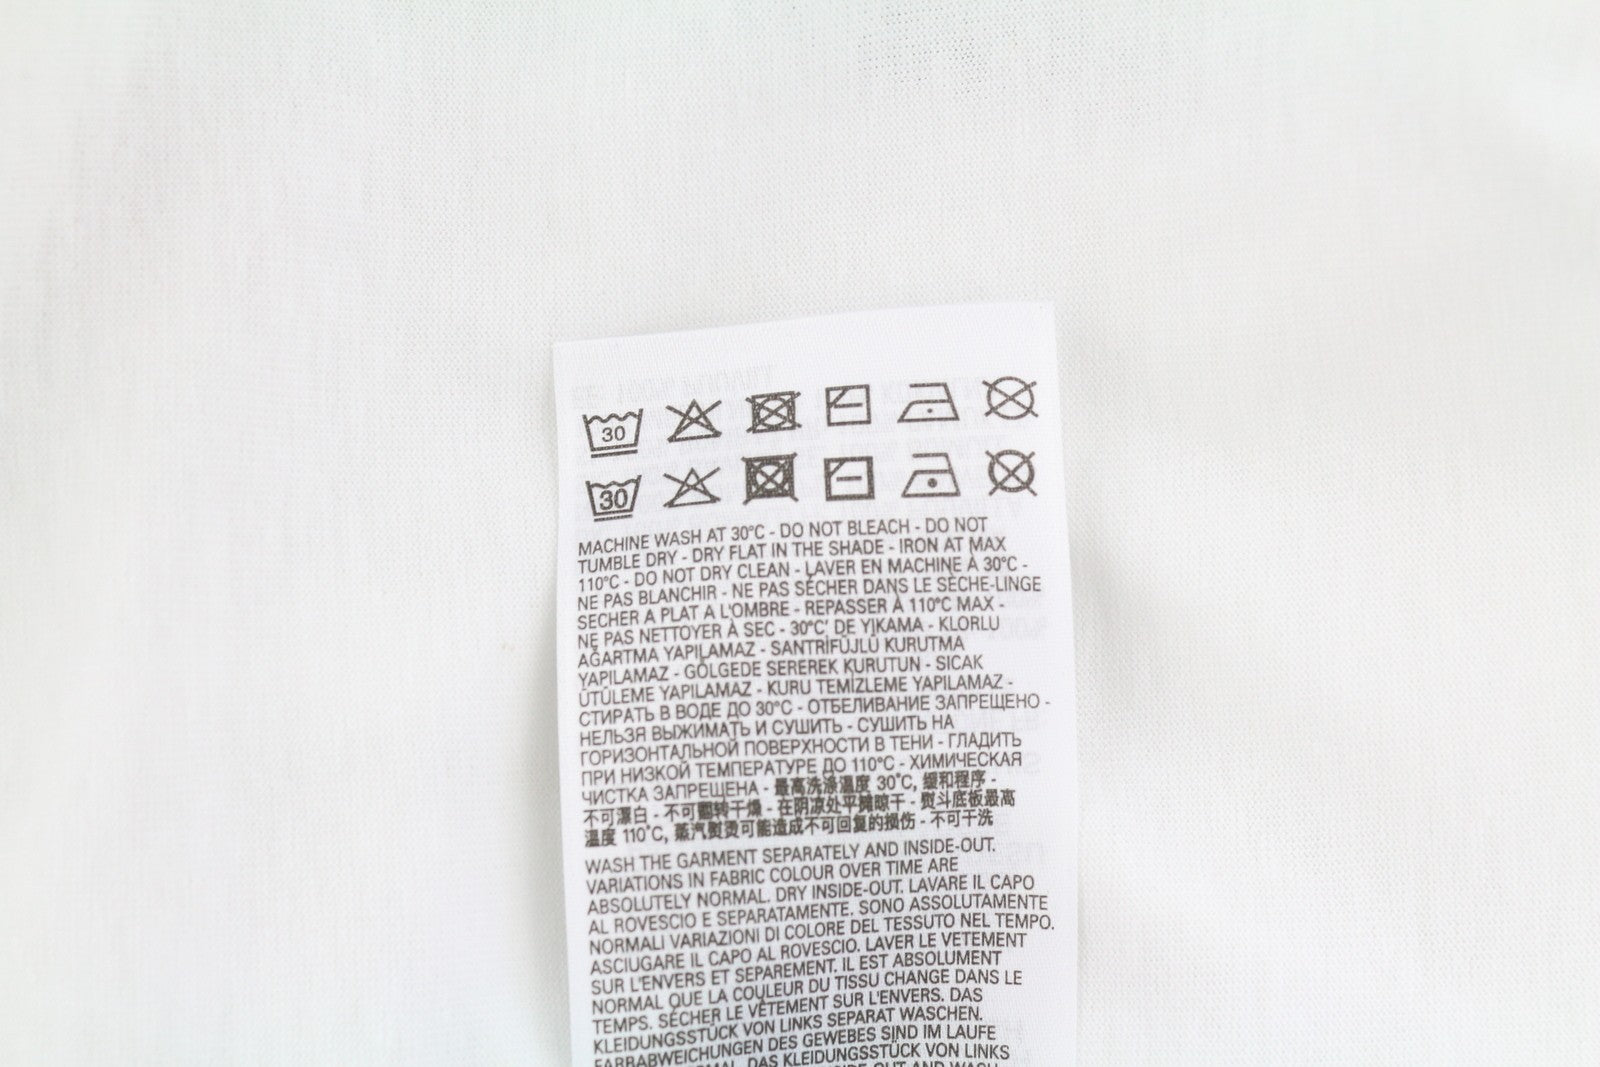 30
30
MACHINE WASH AT 30°C - DO NOT BLEACH - DO NOT
TUMBLE DRY - DRY FLAT IN THE SHADE - IRON AT MAX
110°C - DO NOT DRY CLEAN - LAVER EN MACHINE À 30°C -
NE PAS BLANCHIR - NE PAS SÉCHER DANS LE SÈCHE-LINGE
SECHER A PLAT A L'OMBRE - REPASSER À 110°C MAX -
NE PAS NETTOYER À SEC - 30°C' DE YIKAMA - KLORLU
AĞARTMA YAPILAMAZ - SANTRİFÜJLÜ KURUTMA
YAPILAMAZ - GÖLGEDE SEREREK KURUTUN - SICAK
ÜTÜLEME YAPILAMAZ - KURU TEMİZLEME YAPILAMAZ -
СТИРАТЬ В ВОДЕ ДО 30°C - ОТБЕЛИВАНИЕ ЗАПРЕЩЕНО -
НЕЛЬЗЯ ВЫЖИМАТЬ И СУШИТЬ - СУШИТЬ НА
ГОРИЗОНТАЛЬНОЙ ПОВЕРХНОСТИ В ТЕНИ - ГЛАДИТЬ
ПРИ НИЗКОЙ ТЕМПЕРАТУРЕ ДО 110°C - ХИМИЧЕСКАЯ
ЧИСТКА ЗАПРЕЩЕНА - 最高洗涤温度 30°C, 缓和程序 -
不可漂白 - 不可翻转干燥 - 在阴凉处平摊晾干 - 熨斗底板最高
温度 110°C, 蒸汽熨烫可能造成不可回复的损伤 - 不可干洗
WASH THE GARMENT SEPARATELY AND INSIDE-OUT.
VARIATIONS IN FABRIC COLOUR OVER TIME ARE
ABSOLUTELY NORMAL. DRY INSIDE-OUT. LAVARE IL CAPO
AL ROVESCIO E SEPARATAMENTE. SONO ASSOLUTAMENTE
NORMALI VARIAZIONI DI COLORE DEL TESSUTO NEL TEMPO.
ASCIUGARE IL CAPO AL ROVESCIO. LAVER LE VETEMENT
SUR L'ENVERS ET SEPAREMENT. IL EST ABSOLUMENT
NORMAL QUE LA COULEUR DU TISSU CHANGE DANS LE
TEMPS. SÉCHER LE VÊTEMENT SUR L'ENVERS. DAS
KLEIDUNGSSTÜCK VON LINKS SEPARAT WASCHEN.
FARBABWEICHUNGEN DES GEWEBES SIND IM LAUFE
DAS KLEIDUNGSSTÜCK VON LINKS
AND WASH